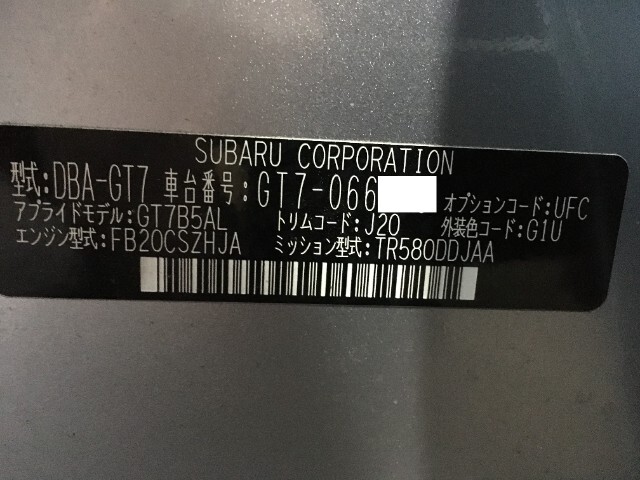 SUBARU CORPORATION
型式:DBA-GT7 車台番号:GT7-066 オプションコード:UFC
アプライドモデル:GT7B5AL トリムコード:J20 外装色コード:G1U
エンジン型式:FB20CSZHJA ミッション型式:TR580DDJAA